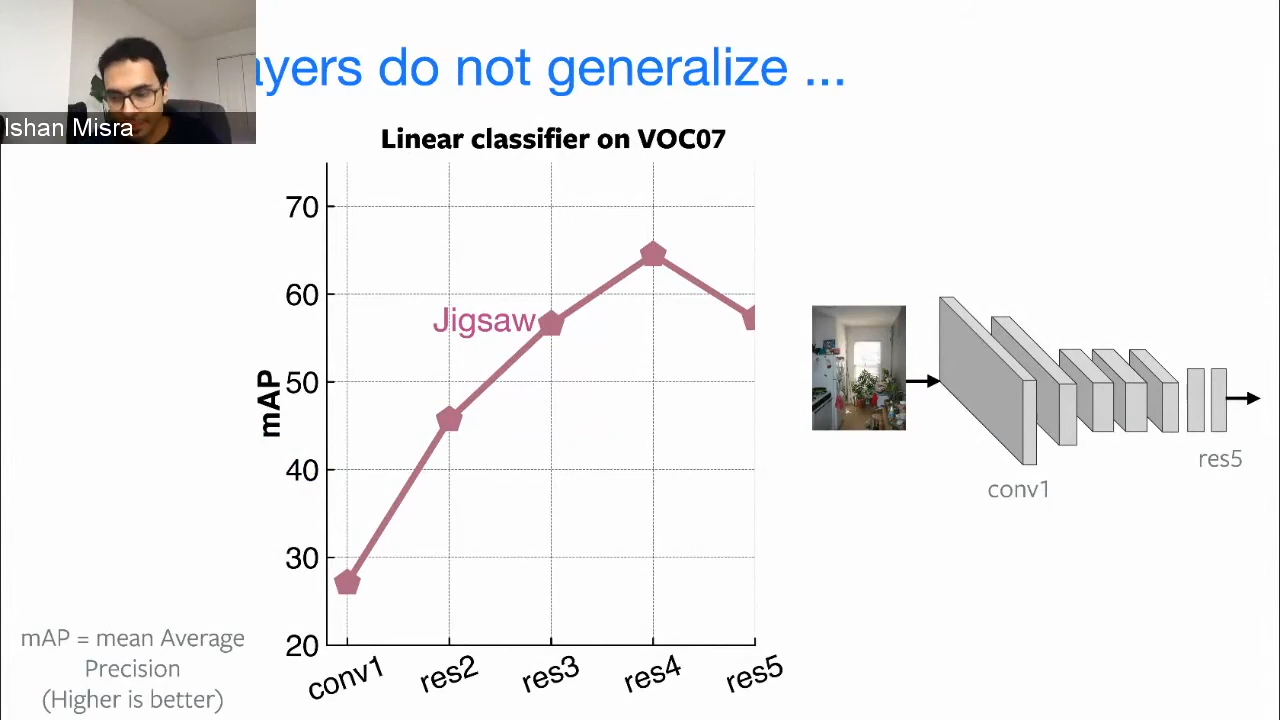 ayers do not generalize ...
Ishan Misra
Linear classifier on VOC07
70
60
50
40
30
20
mAP
Jigsaw
conv1
res2
res3
res4
res5
conv1
res5
mAP = mean Average
Precision
(Higher is better)